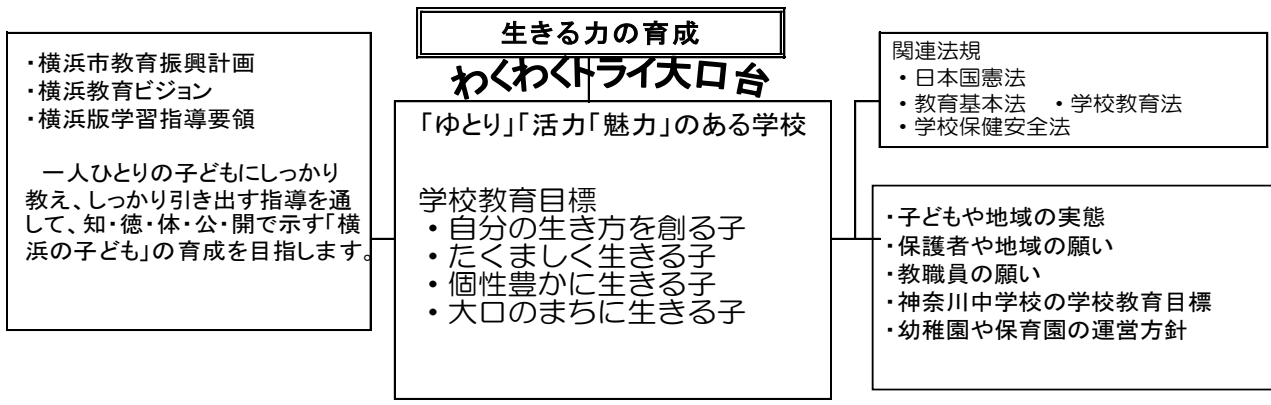 生きる力の育成
わくわくトライ大口台
・横浜市教育振興計画
・横浜教育ビジョン
・横浜版学習指導要領
一人ひとりの子どもにしっかり
教え、しっかり引き出す指導を通
して、知・徳・体・公・開で示す「横
浜の子ども」の育成を目指します。
「ゆとり」「活力「魅力」のある学校
学校教育目標
・自分の生き方を創る子
・たくましく生きる子
・個性豊かに生きる子
・大口のまちに生きる子
関連法規
・日本国憲法
・教育基本法 ・学校教育法
・学校保健安全法
・子どもや地域の実態
・保護者や地域の願い
・教職員の願い
・神奈川中学校の学校教育目標
・幼稚園や保育園の運営方針